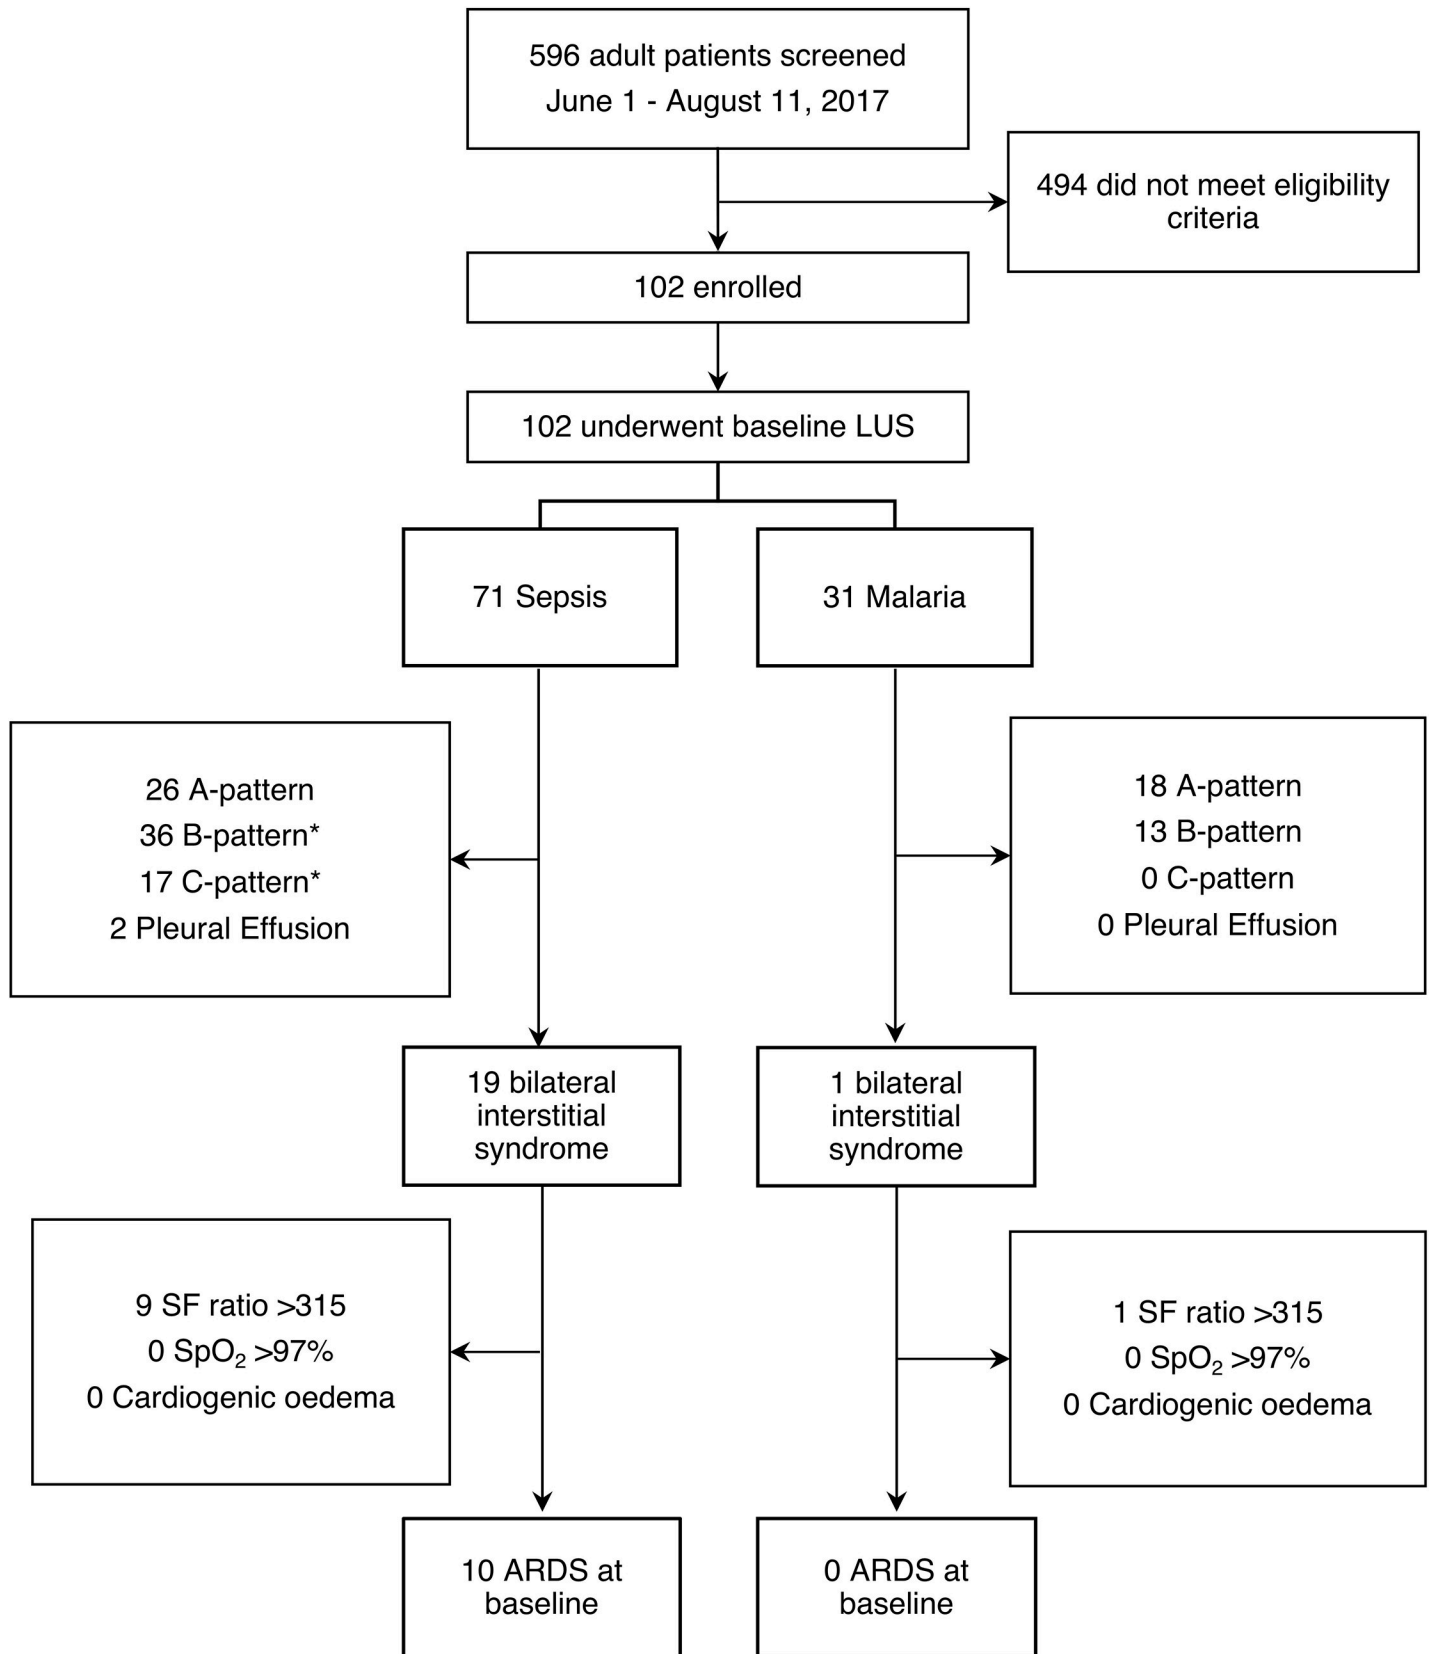 596 adult patients screened
June 1 - August 11, 2017
494 did not meet eligibility
criteria
102 enrolled
102 underwent baseline LUS
71 Sepsis
31 Malaria
26 A-pattern
36 B-pattern*
17 C-pattern*
2 Pleural Effusion
18 A-pattern
13 B-pattern
0 C-pattern
0 Pleural Effusion
19 bilateral
interstitial
syndrome
1 bilateral
interstitial
syndrome
9 SF ratio >315
0 SpO₂ >97%
0 Cardiogenic oedema
1 SF ratio >315
0 SpO₂ >97%
0 Cardiogenic oedema
10 ARDS at
baseline
0 ARDS at
baseline